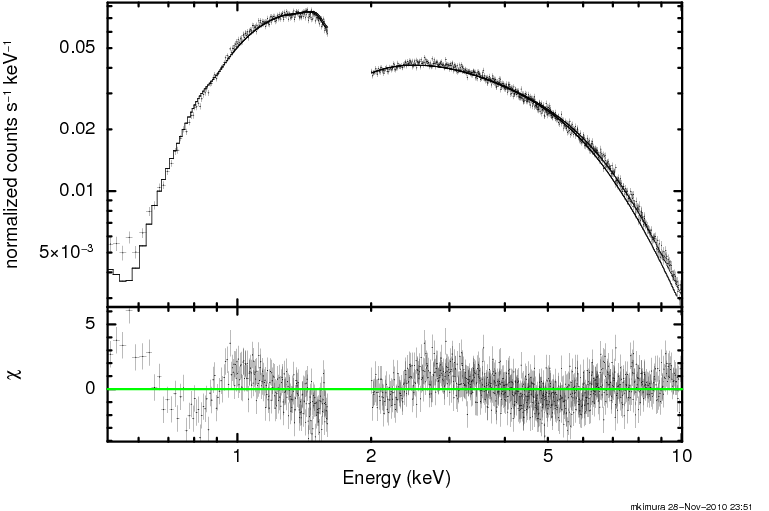 normalized counts s⁻¹ keV⁻¹
0.05
0.02
0.01
5×10⁻³
χ
5
0
1 2 5 10
Energy (keV)
mkimura 28-Nov-2010 23:51